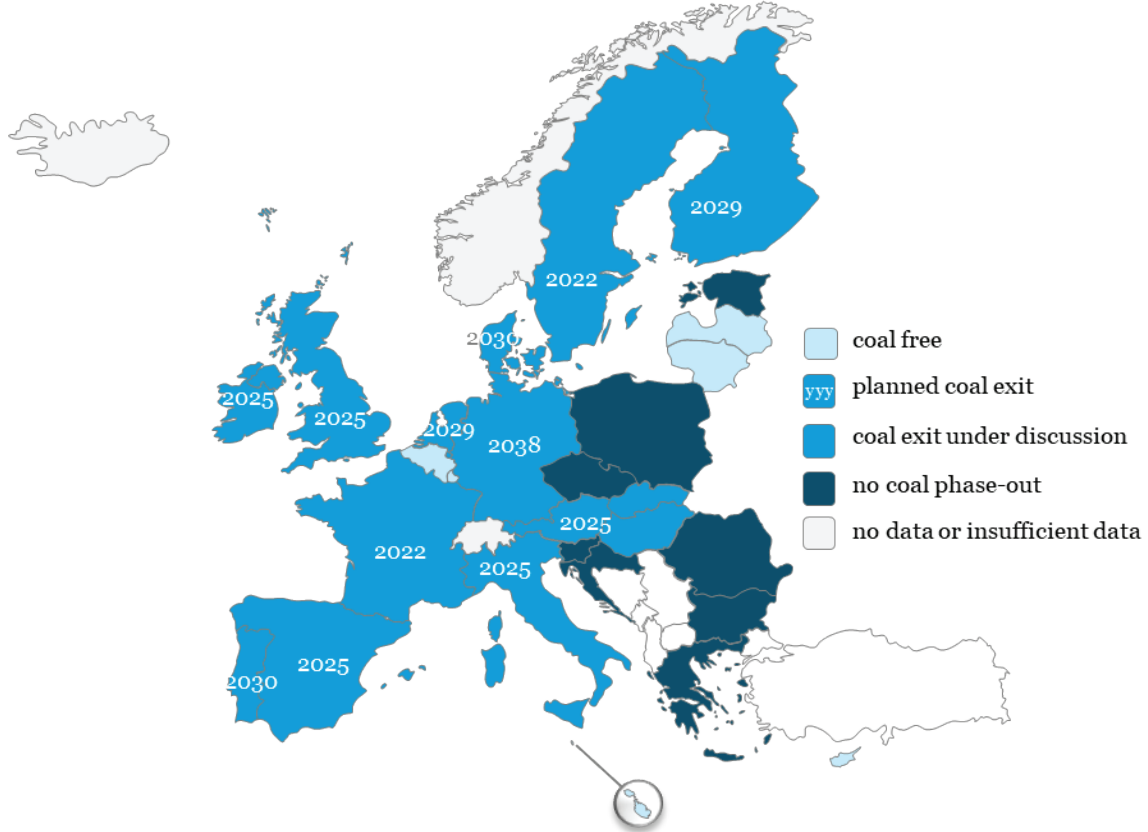 2029
2022
2030
2025
2025
2029
2038
2025
2022
2025
2025
2030
coal free
yyy planned coal exit
coal exit under discussion
no coal phase-out
no data or insufficient data